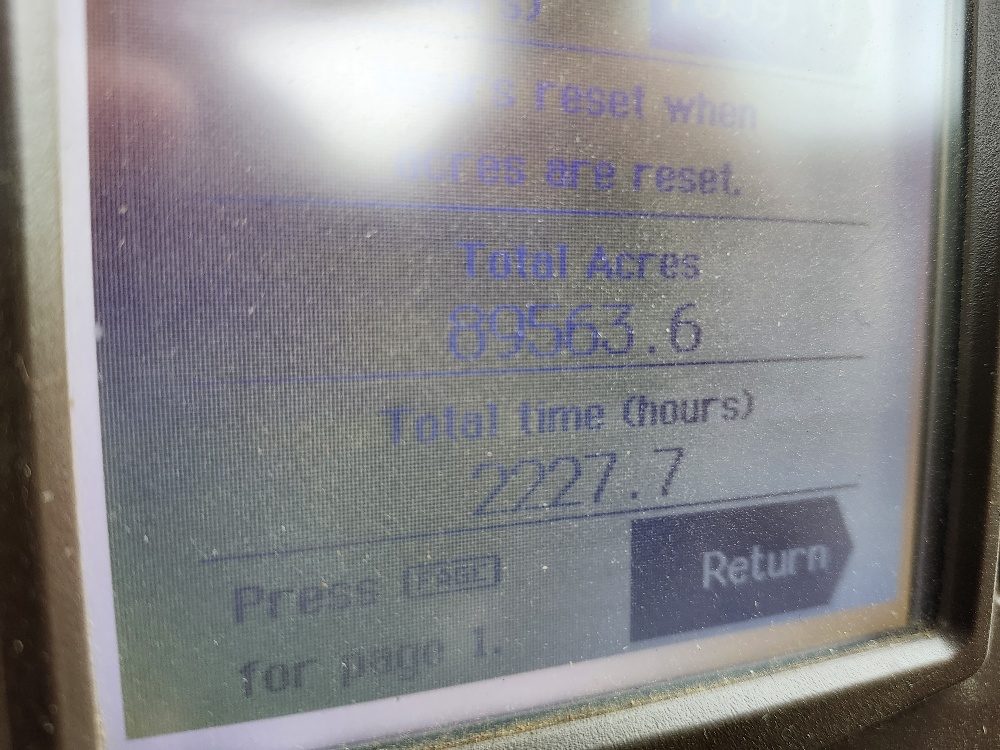 reset when
acres are reset.
Total Acres
89563.6
Total time (hours)
2227.7
Return
Press PAGE
for page 1.